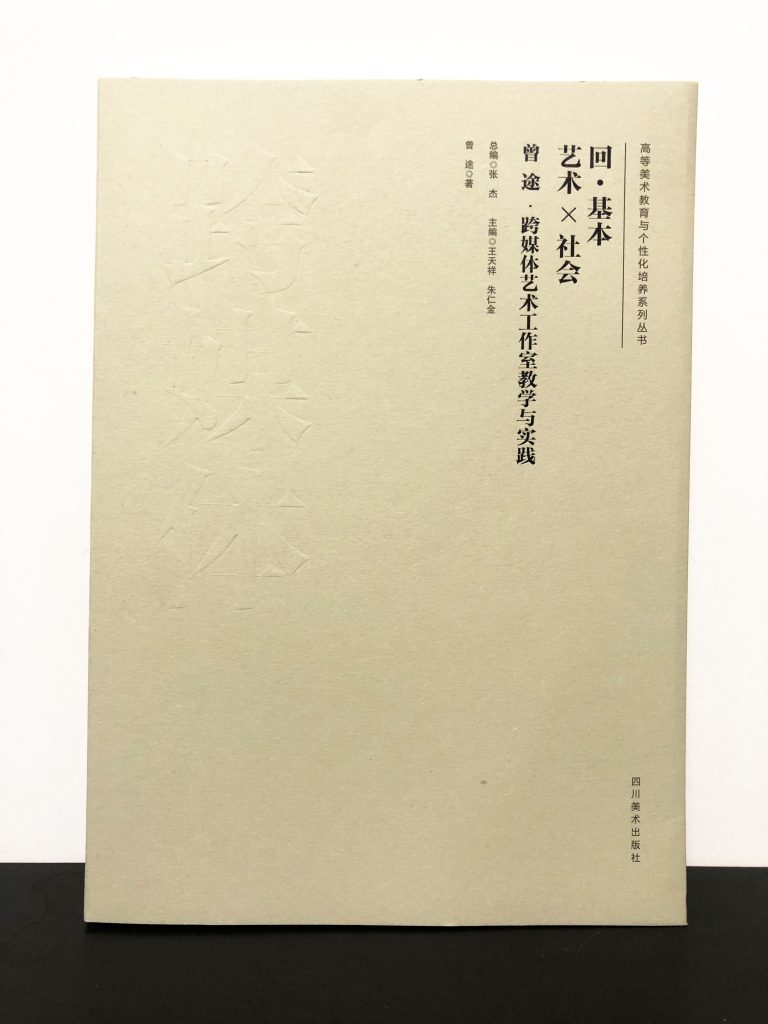 高等美术教育与个性化培养系列丛书
回·基本
艺术×社会
曾 途·跨媒体艺术工作室教学与实践
总编◎张 杰 主编◎王天祥 朱仁金
曾 途◎著
跨媒体
四川美术出版社